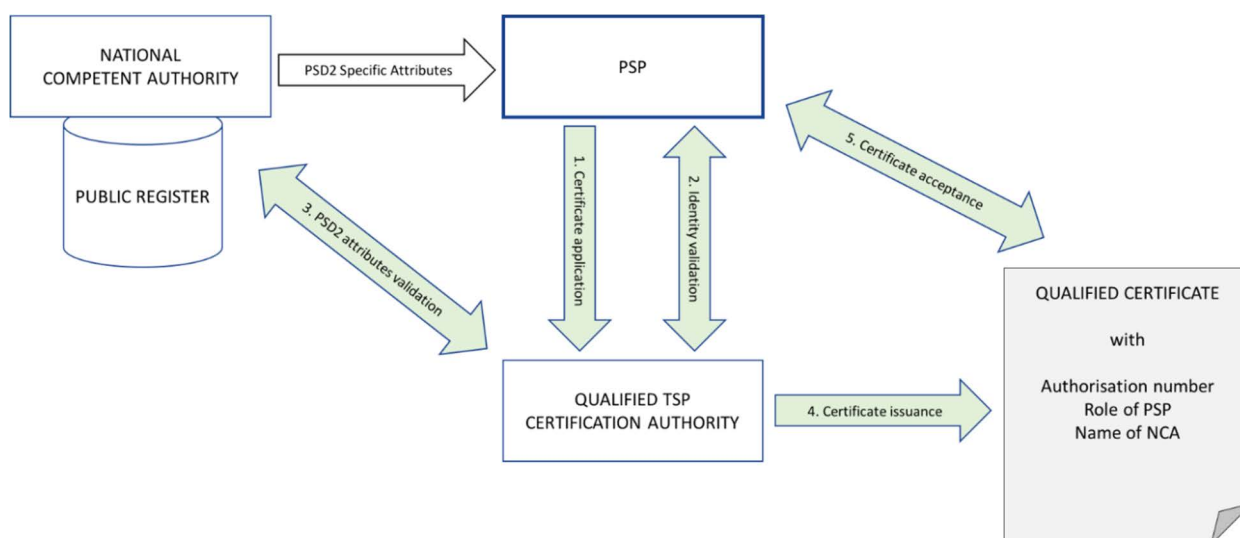 NATIONAL
COMPETENT AUTHORITY
PSD2 Specific Attributes
PSP
PUBLIC REGISTER
1. Certificate application
2. Identity validation
3. PSD2 attributes validation
5. Certificate acceptance
QUALIFIED TSP
CERTIFICATION AUTHORITY
4. Certificate issuance
QUALIFIED CERTIFICATE
with
Authorisation number
Role of PSP
Name of NCA